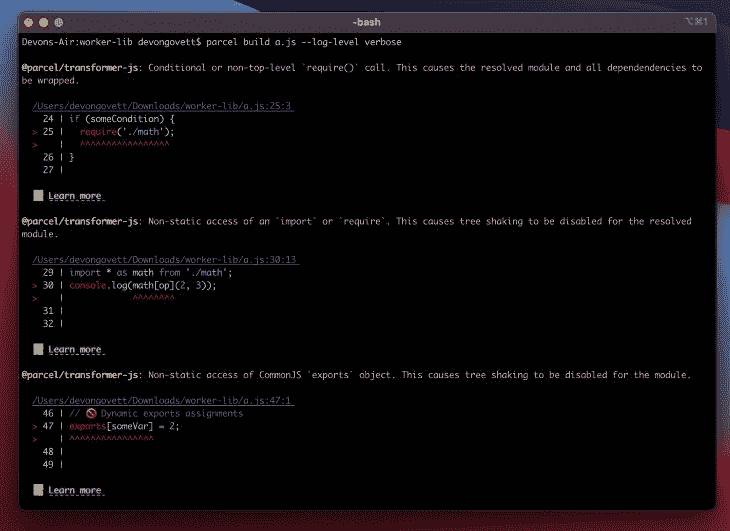 -bash
⌥⌘1
Devons-Air:worker-lib devongovett$ parcel build a.js --log-level verbose
@parcel/transformer-js: Conditional or non-top-level `require()` call. This causes the resolved module and all dependendencies to
be wrapped.
/Users/devongovett/Downloads/worker-lib/a.js:25:3
24 | if (someCondition) {
> 25 |   require('./math');
>    |   ^^^^^^^^^^^^^^^^^
26 | }
27 |
Learn more
@parcel/transformer-js: Non-static access of an `import` or `require`. This causes tree shaking to be disabled for the resolved
module.
/Users/devongovett/Downloads/worker-lib/a.js:30:13
29 | import * as math from './math';
> 30 | console.log(math[op](2, 3));
>    |             ^^^^^^^^
31 |
32 |
Learn more
@parcel/transformer-js: Non-static access of CommonJS `exports` object. This causes tree shaking to be disabled for the module.
/Users/devongovett/Downloads/worker-lib/a.js:47:1
46 | // 🚫 Dynamic exports assignments
> 47 | exports[someVar] = 2;
>    | ^^^^^^^^^^^^^^^^
48 |
49 |
Learn more